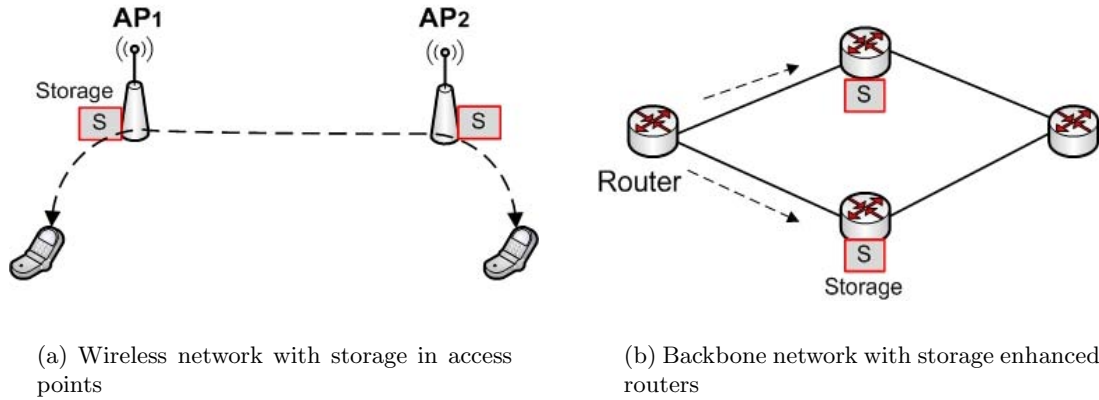 AP1
AP2
Storage
S
S
S
Router
S
Storage
(a) Wireless network with storage in access
points
(b) Backbone network with storage enhanced
routers